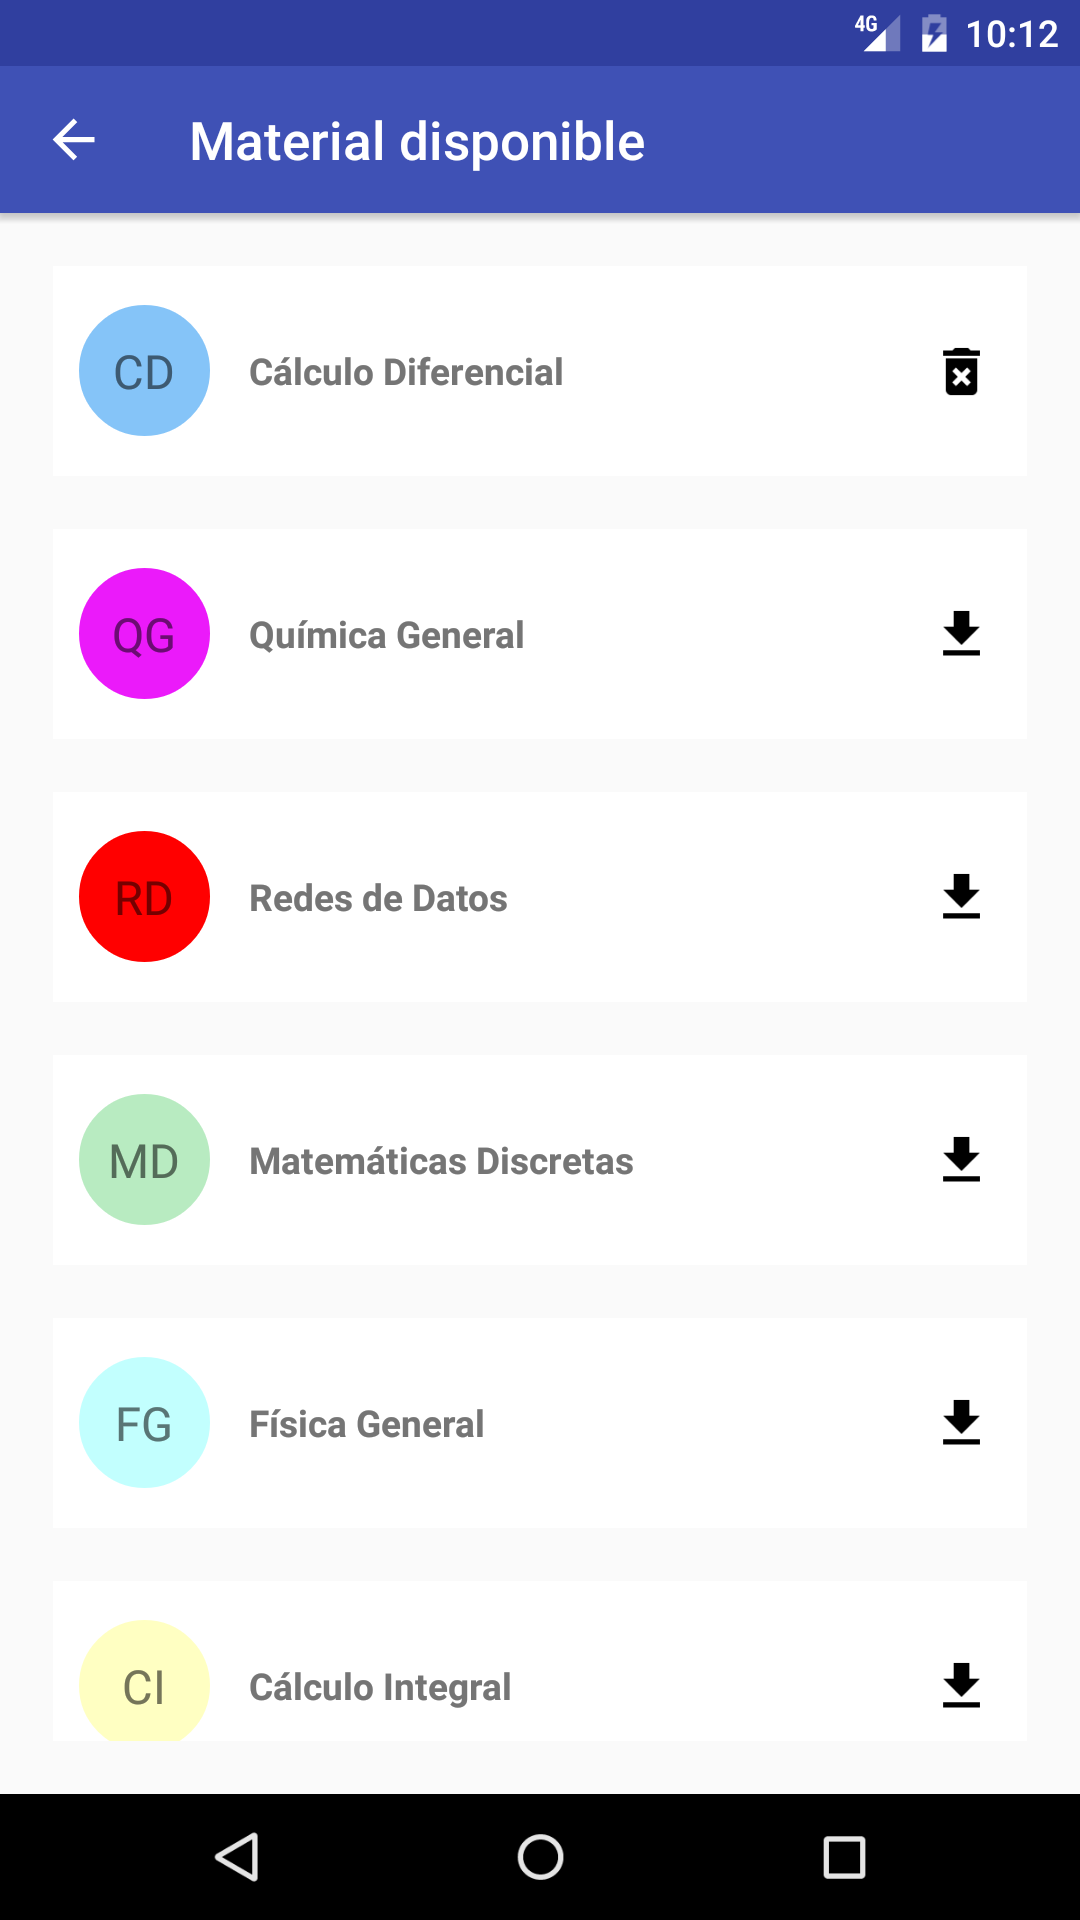 4G 10:12
Material disponible
CD Cálculo Diferencial
QG Química General
RD Redes de Datos
MD Matemáticas Discretas
FG Física General
CI Cálculo Integral